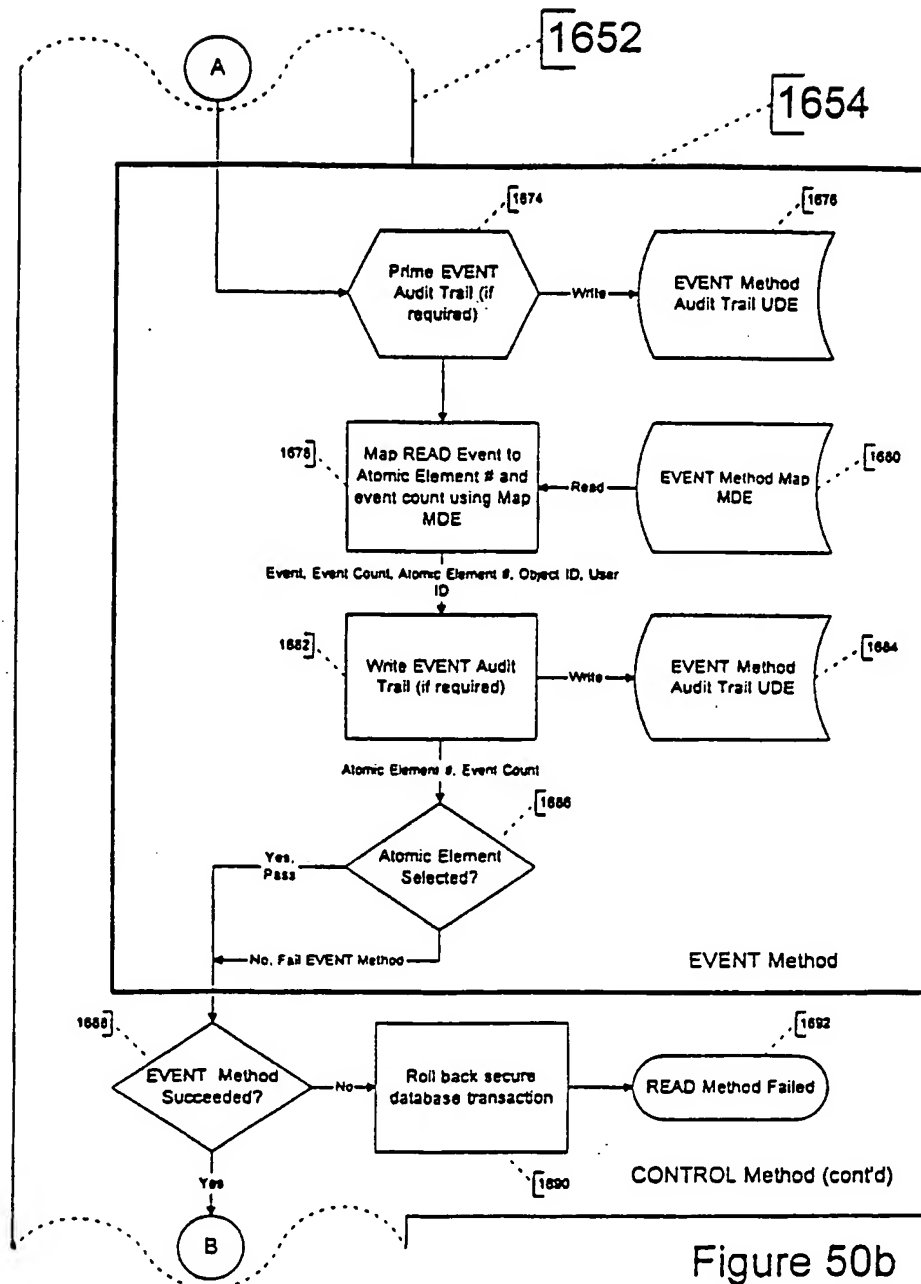 1652
A
1654
1674
1676
Prime EVENT
Audit Trail (if
required)
Write
EVENT Method
Audit Trail UDE
1678
Map READ Event to
Atomic Element # and
event count using Map
MDE
Read
EVENT Method Map
MDE
1680
Event, Event Count, Atomic Element #, Object ID, User
ID
1682
Write EVENT Audit
Trail (if required)
Write
EVENT Method
Audit Trail UDE
1684
Atomic Element #, Event Count
1686
Yes,
Pass
Atomic Element
Selected?
No, Fail EVENT Method
EVENT Method
1688
1692
EVENT Method
Succeeded?
No
Roll back secure
database transaction
READ Method Failed
Yes
1690
CONTROL Method (cont'd)
B
Figure 50b